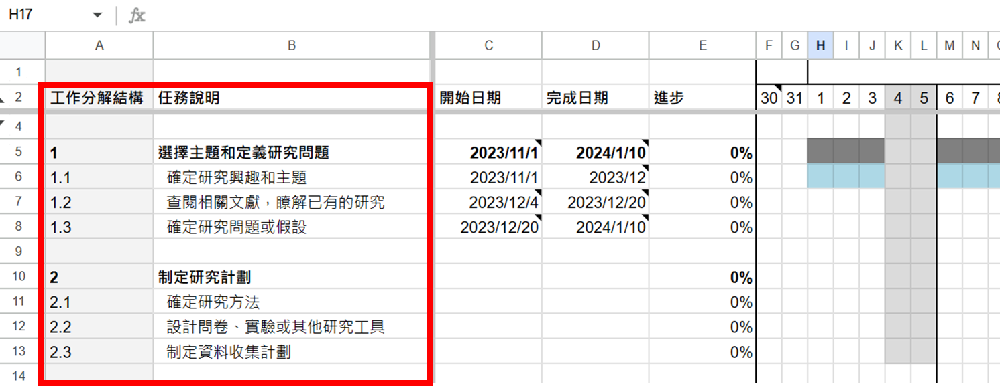 H17 fx
A B C D E F G H I J K L M N
1
2 工作分解結構 任務說明 開始日期 完成日期 進步 30 31 1 2 3 4 5 6 7
4
5 1 選擇主題和定義研究問題 2023/11/1 2024/1/10 0%
6 1.1 確定研究興趣和主題 2023/11/1 2023/12 0%
7 1.2 查閱相關文獻，瞭解已有的研究 2023/12/4 2023/12/20 0%
8 1.3 確定研究問題或假設 2023/12/20 2024/1/10 0%
9
10 2 制定研究計劃 0%
11 2.1 確定研究方法 0%
12 2.2 設計問卷、實驗或其他研究工具 0%
13 2.3 制定資料收集計劃 0%
14